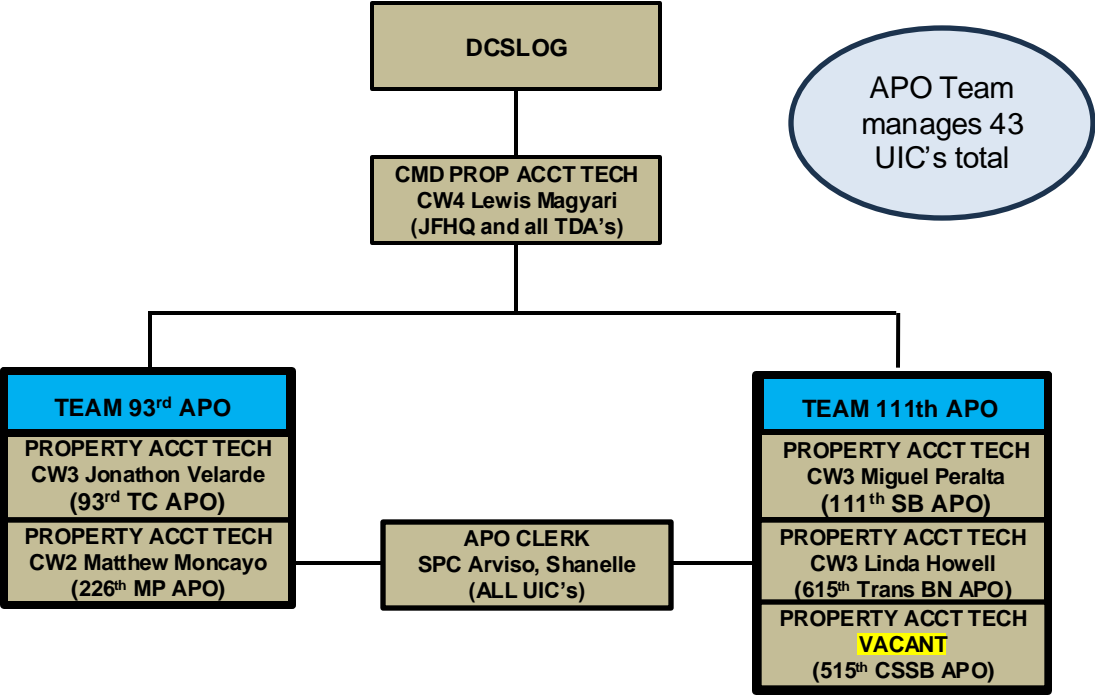 DCSLOG
APO Team
manages 43
UIC's total
CMD PROP ACCT TECH
CW4 Lewis Magyari
(JFHQ and all TDA's)
TEAM 93rd APO
PROPERTY ACCT TECH
CW3 Jonathon Velarde
(93rd TC APO)
PROPERTY ACCT TECH
CW2 Matthew Moncayo
(226th MP APO)
APO CLERK
SPC Arviso, Shanelle
(ALL UIC's)
TEAM 111th APO
PROPERTY ACCT TECH
CW3 Miguel Peralta
(111th SB APO)
PROPERTY ACCT TECH
CW3 Linda Howell
(615th Trans BN APO)
PROPERTY ACCT TECH
VACANT
(515th CSSB APO)